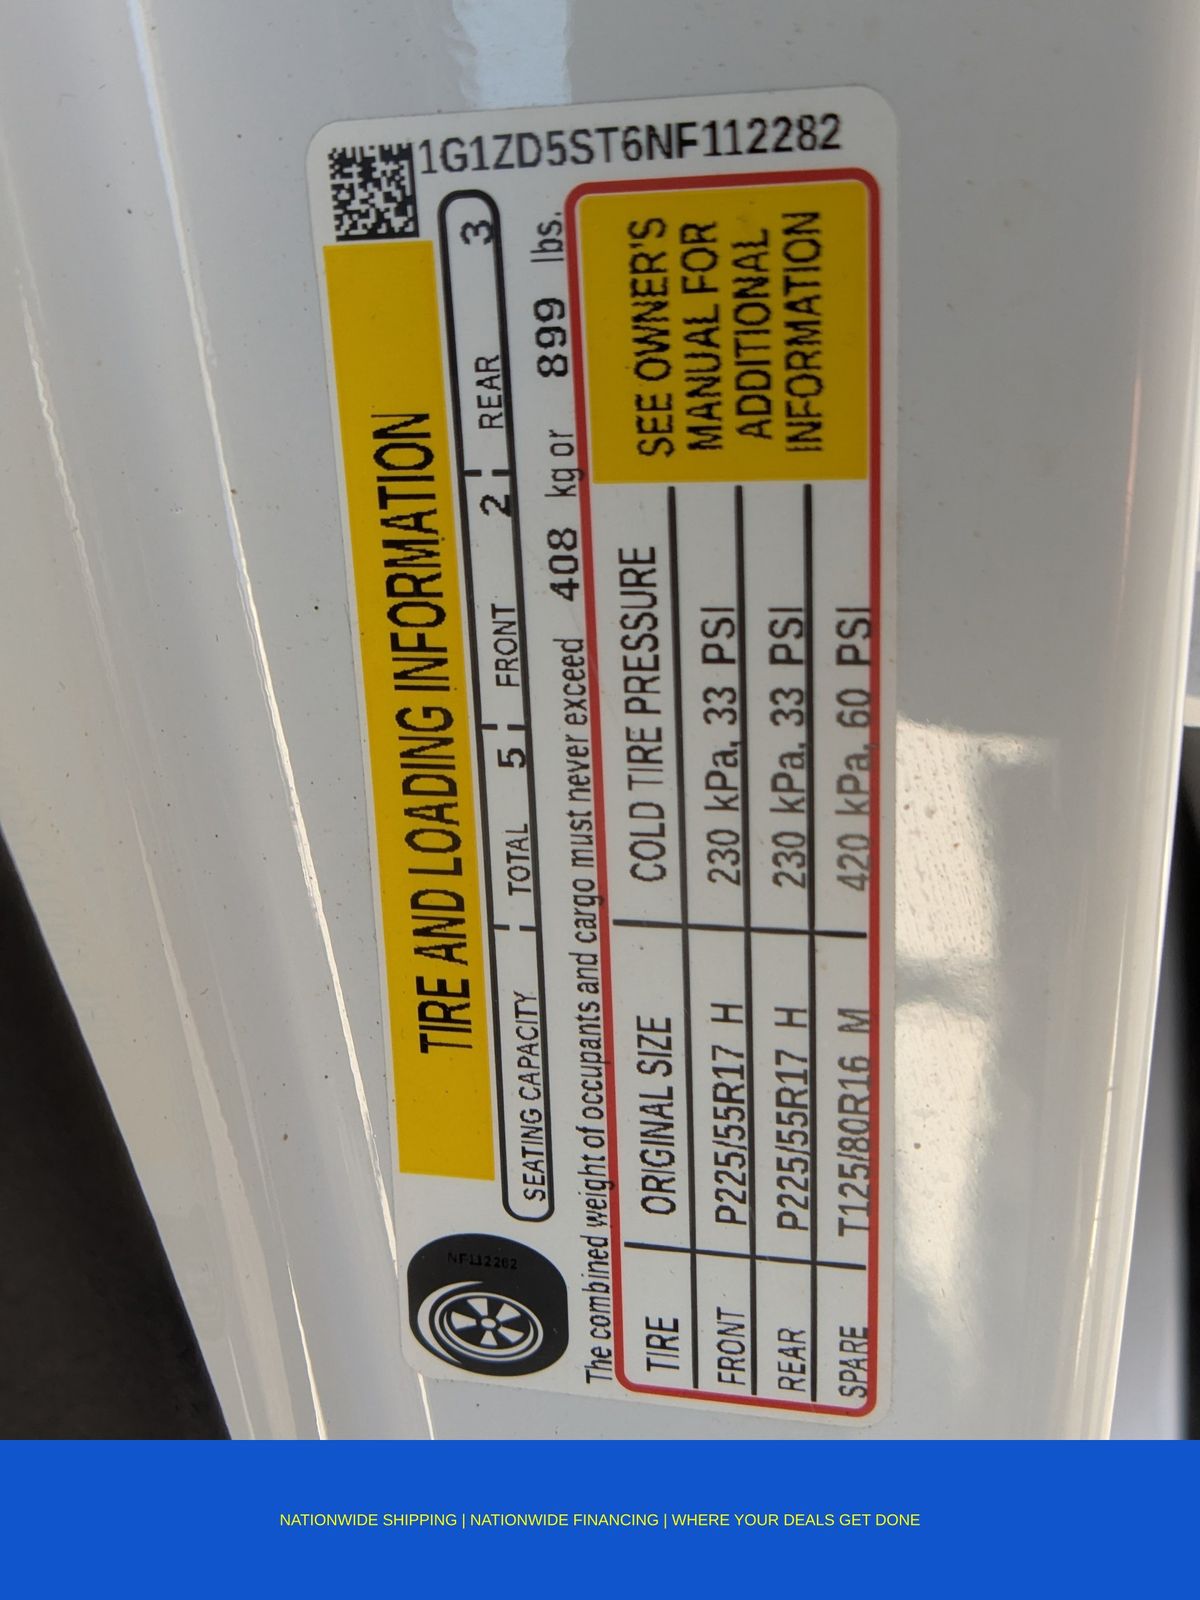 1G1ZD5ST6NF112282
TIRE AND LOADING INFORMATION
SEATING CAPACITY TOTAL 5 FRONT 2 REAR 3
The combined weight of occupants and cargo must never exceed 408 kg or 899 lbs.
TIRE ORIGINAL SIZE COLD TIRE PRESSURE
FRONT P225/55R17 H 230 kPa, 33 PSI
REAR P225/55R17 H 230 kPa, 33 PSI
SPARE T125/80R16 M 420 kPa, 60 PSI
SEE OWNER'S
MANUAL FOR
ADDITIONAL
INFORMATION
NF112282
NATIONWIDE SHIPPING | NATIONWIDE FINANCING | WHERE YOUR DEALS GET DONE